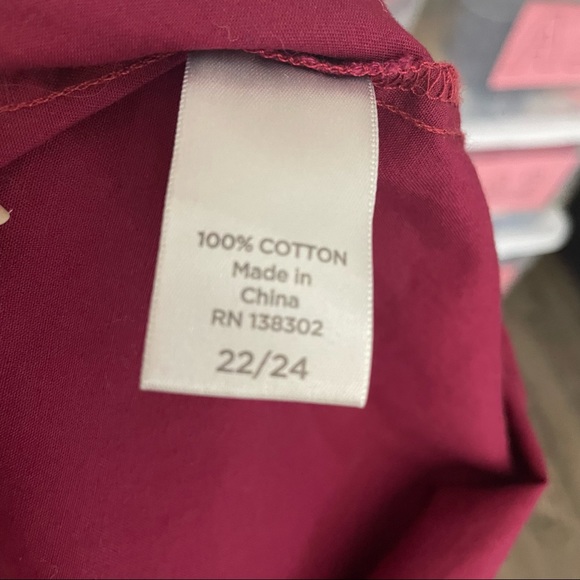 100% COTTON
Made in
China
RN 138302
22/24